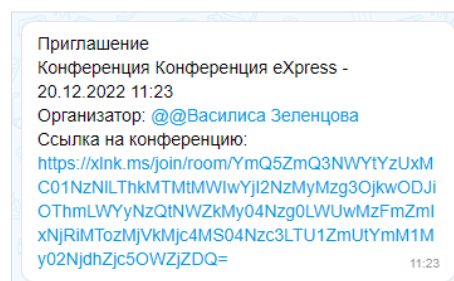 Приглашение
Конференция Конференция eXpress -
20.12.2022 11:23
Организатор: @@Василиса Зеленцова
Ссылка на конференцию:
https://xlnk.ms/join/room/YmQ5ZmQ3NWYtYzUxM
C01NzNlLThkMTMtMWIwYjI2NzMyMzg3OjkwODJi
OThmLWYyNzQtNWZkMy04Nzg0LWUwMzFmZmI
xNjRiMTozMjVkMjc4MS04Nzc3LTU1ZmUtYmM1M
y02NjdhZjc5OWZjZDQ=
11:23